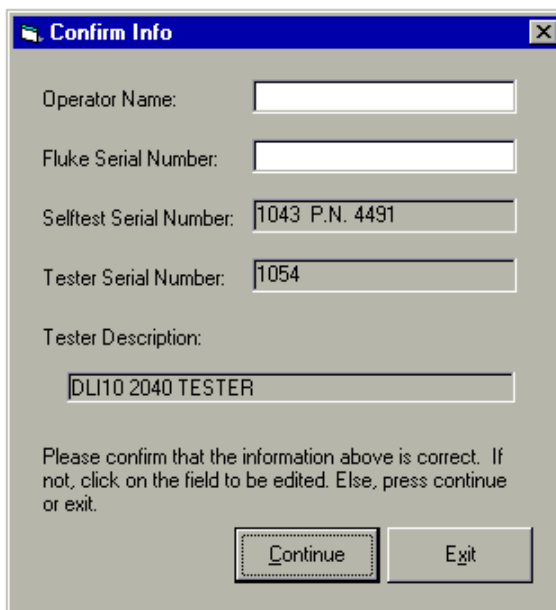 Confirm Info
Operator Name:
Fluke Serial Number:
Selftest Serial Number: 1043 P.N. 4491
Tester Serial Number: 1054
Tester Description:
DLI10 2040 TESTER
Please confirm that the information above is correct. If
not, click on the field to be edited. Else, press continue
or exit.
Continue Exit